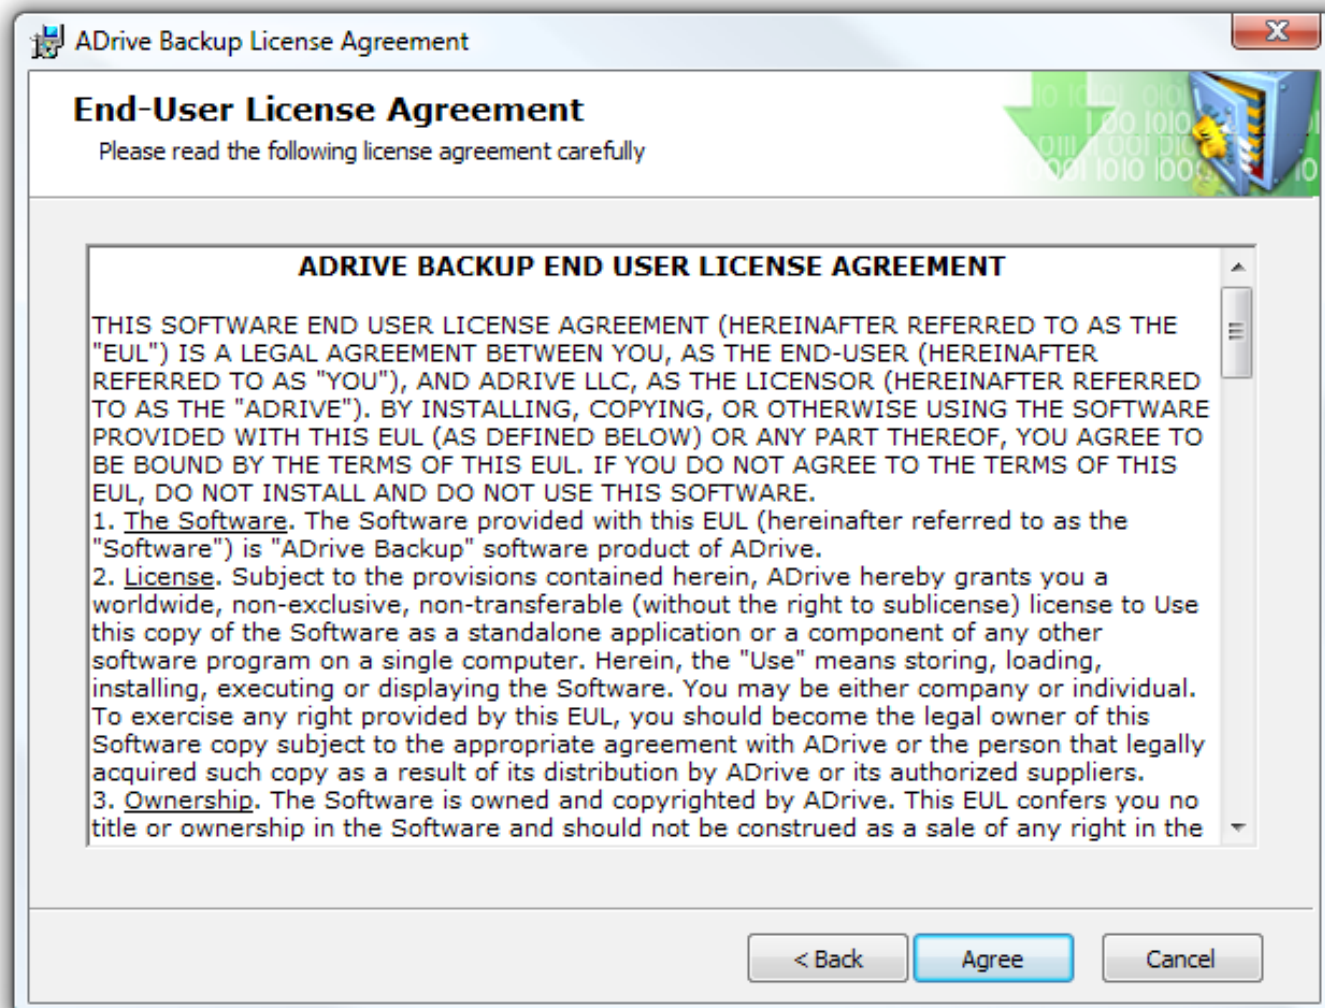 ADrive Backup License Agreement
End-User License Agreement
Please read the following license agreement carefully
ADRIVE BACKUP END USER LICENSE AGREEMENT
THIS SOFTWARE END USER LICENSE AGREEMENT (HEREINAFTER REFERRED TO AS THE
"EUL") IS A LEGAL AGREEMENT BETWEEN YOU, AS THE END-USER (HEREINAFTER
REFERRED TO AS "YOU"), AND ADRIVE LLC, AS THE LICENSOR (HEREINAFTER REFERRED
TO AS THE "ADRIVE"). BY INSTALLING, COPYING, OR OTHERWISE USING THE SOFTWARE
PROVIDED WITH THIS EUL (AS DEFINED BELOW) OR ANY PART THEREOF, YOU AGREE TO
BE BOUND BY THE TERMS OF THIS EUL. IF YOU DO NOT AGREE TO THE TERMS OF THIS
EUL, DO NOT INSTALL AND DO NOT USE THIS SOFTWARE.
1. The Software. The Software provided with this EUL (hereinafter referred to as the
"Software") is "ADrive Backup" software product of ADrive.
2. License. Subject to the provisions contained herein, ADrive hereby grants you a
worldwide, non-exclusive, non-transferable (without the right to sublicense) license to Use
this copy of the Software as a standalone application or a component of any other
software program on a single computer. Herein, the "Use" means storing, loading,
installing, executing or displaying the Software. You may be either company or individual.
To exercise any right provided by this EUL, you should become the legal owner of this
Software copy subject to the appropriate agreement with ADrive or the person that legally
acquired such copy as a result of its distribution by ADrive or its authorized suppliers.
3. Ownership. The Software is owned and copyrighted by ADrive. This EUL confers you no
title or ownership in the Software and should not be construed as a sale of any right in the
< Back
Agree
Cancel